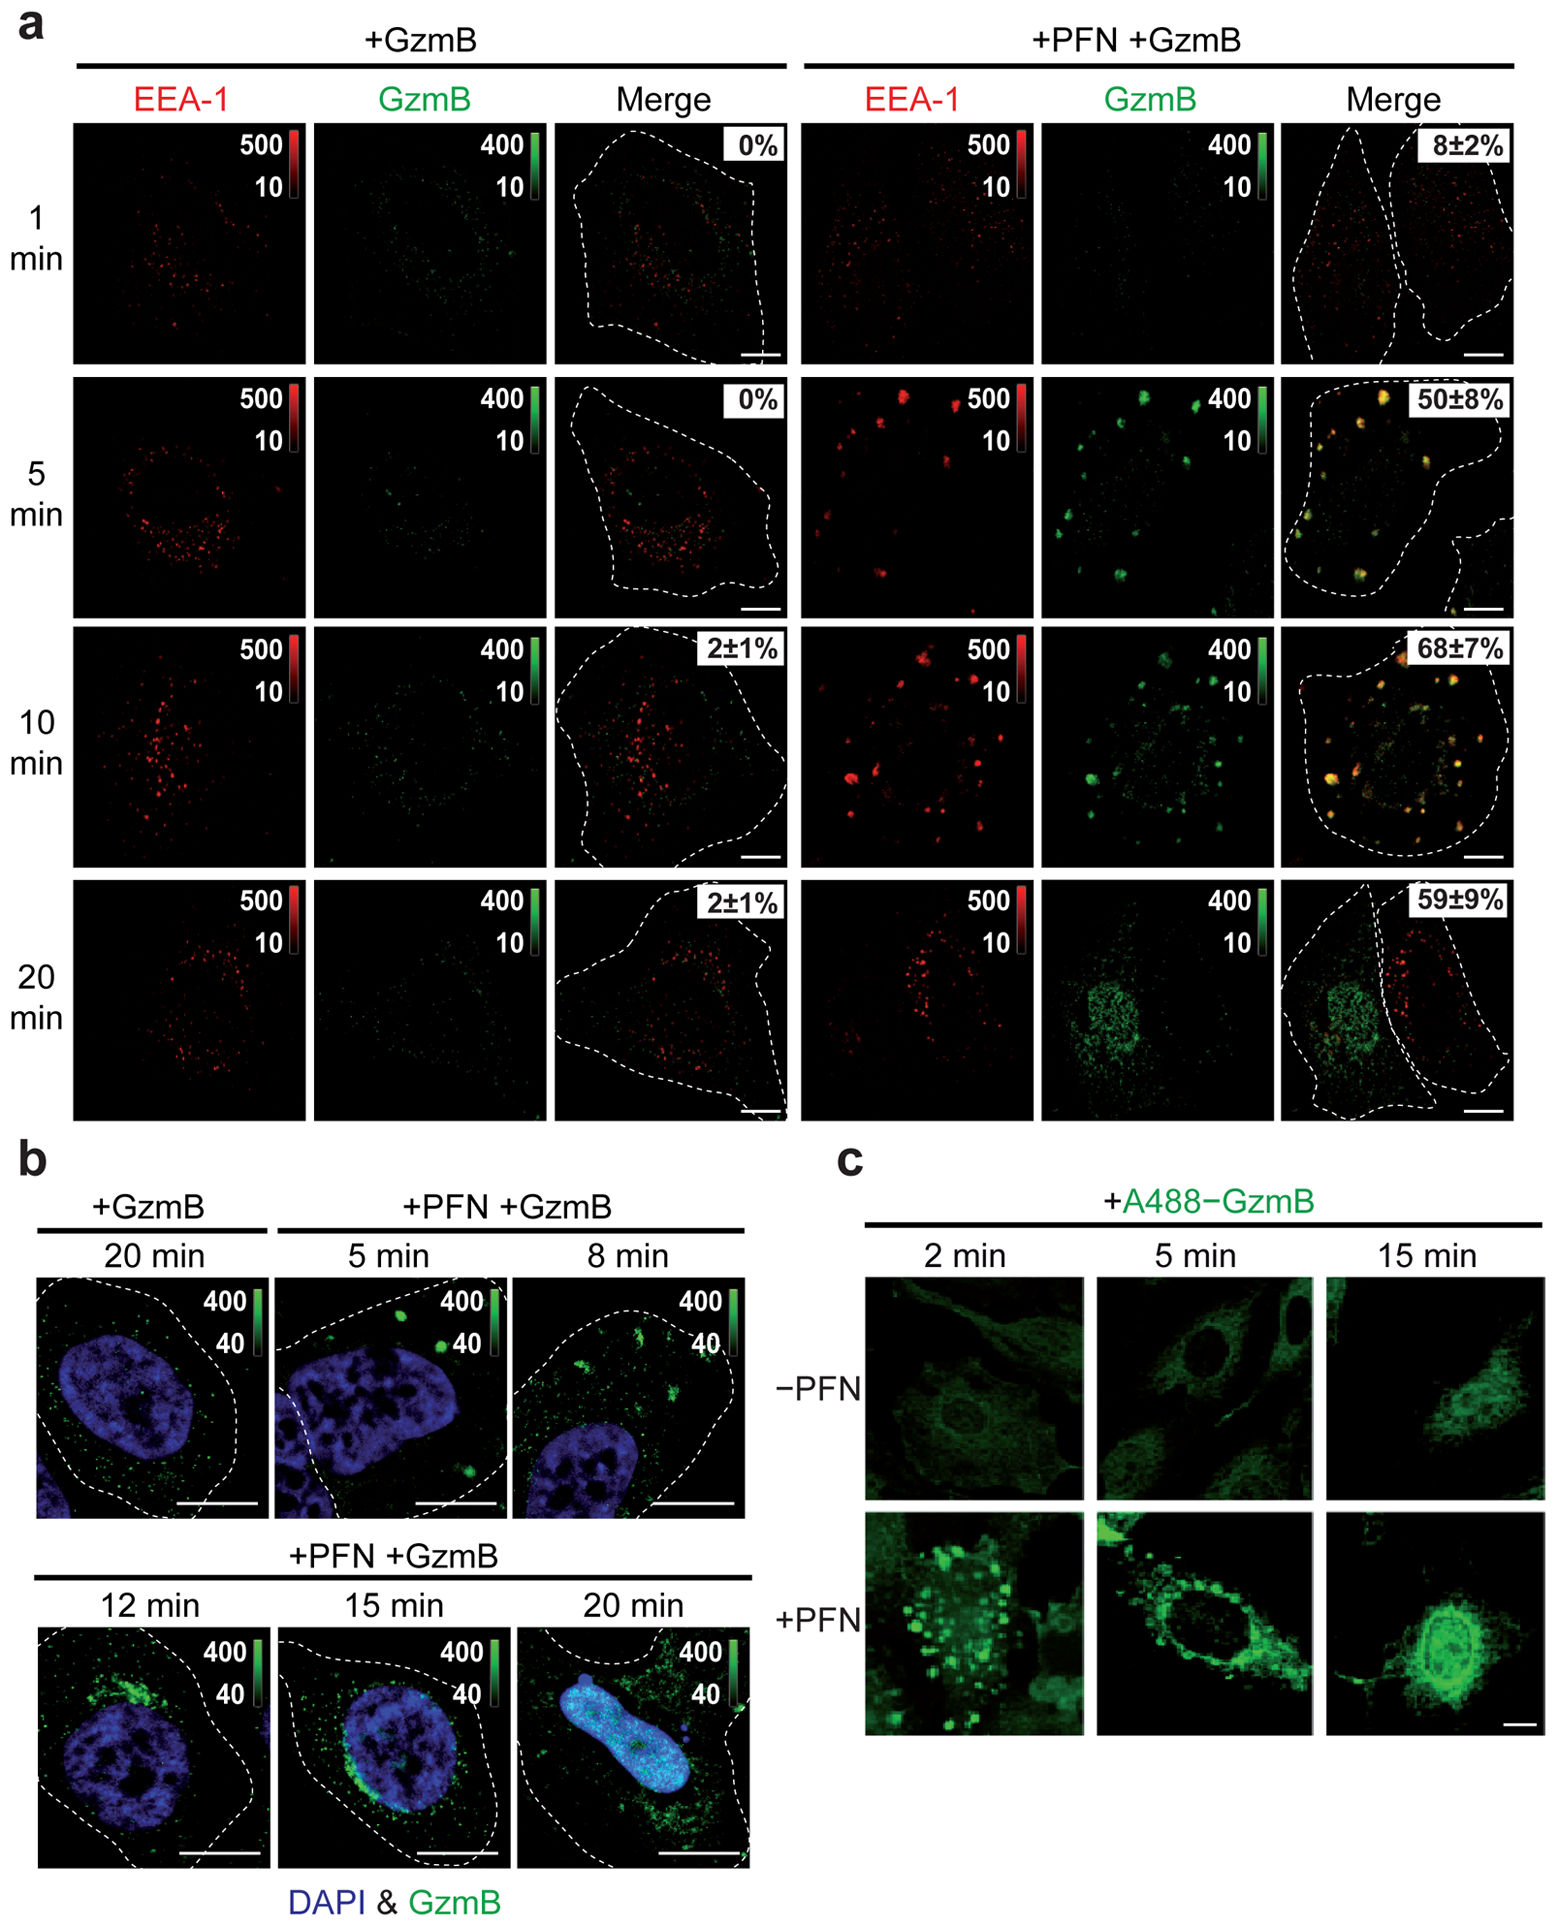 a
+GzmB
+PFN +GzmB
EEA-1 GzmB Merge EEA-1 GzmB Merge
1 min
500 10 400 10 0% 500 10 400 10 8±2%
5 min
500 10 400 10 0% 500 10 400 10 50±8%
10 min
500 10 400 10 2±1% 500 10 400 10 68±7%
20 min
500 10 400 10 2±1% 500 10 400 10 59±9%
b
+GzmB
+PFN +GzmB
20 min 5 min 8 min
400 40 400 40 400 40
+PFN +GzmB
12 min 15 min 20 min
400 40 400 40 400 40
DAPI & GzmB
c
+A488−GzmB
2 min 5 min 15 min
−PFN
+PFN